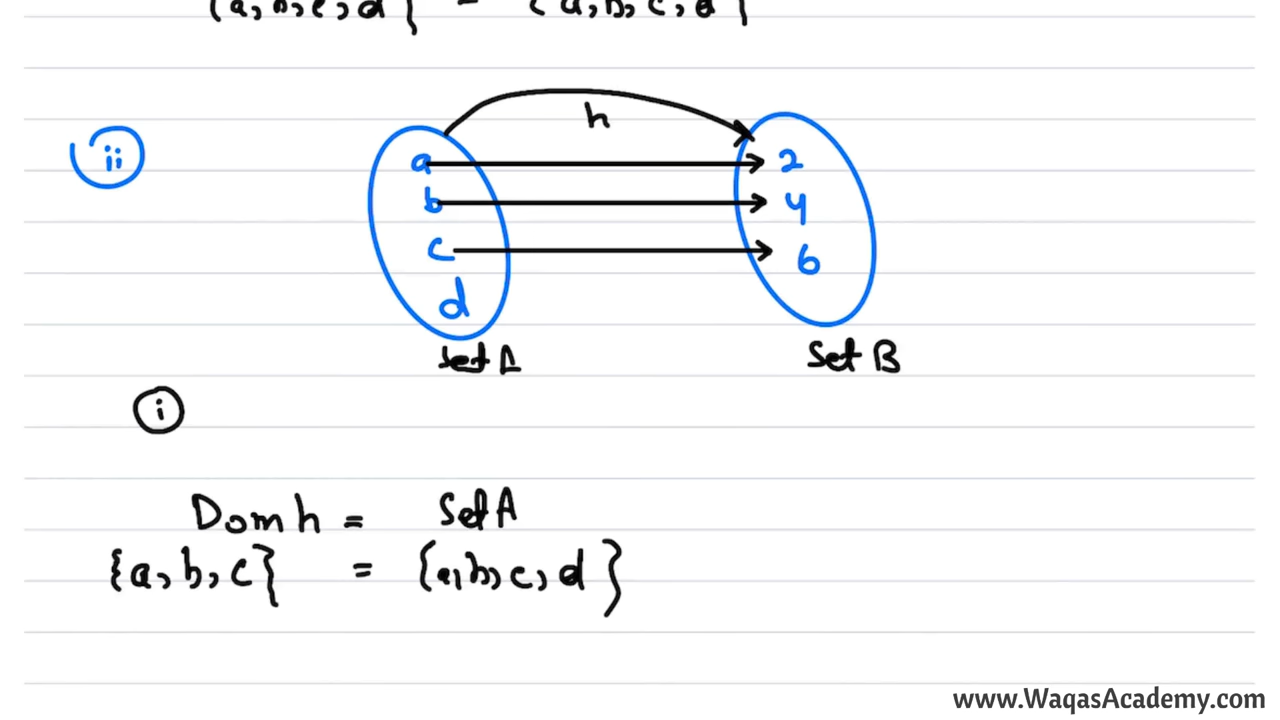 {a, b, c, d} = {a, b, c, d}
h
ii
a 2
b 4
c 6
d
Set A Set B
i
Dom h = Set A
{a, b, c} = {a, b, c, d}
www.WaqasAcademy.com